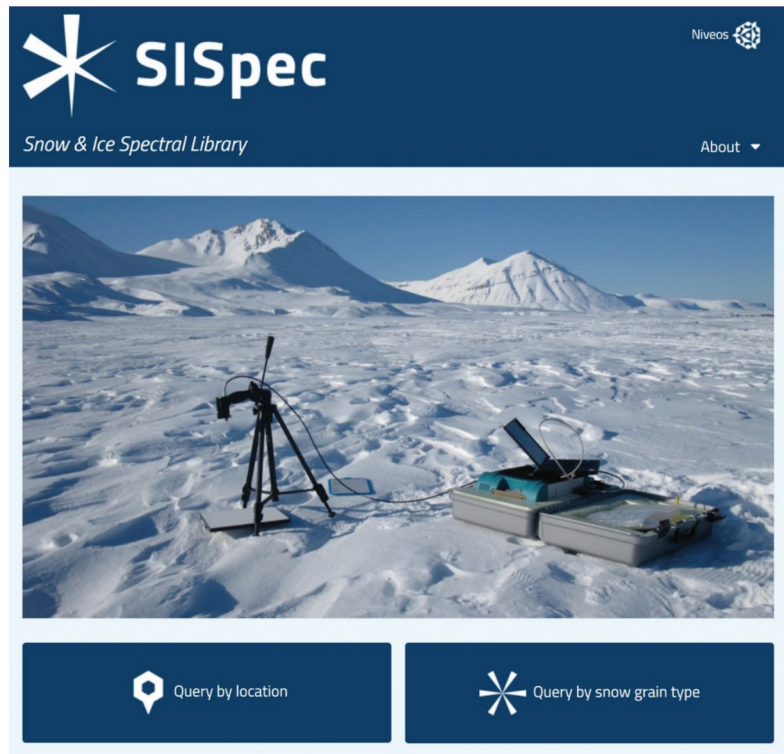 SISpec
Niveos
Snow & Ice Spectral Library
About
Query by location
Query by snow grain type